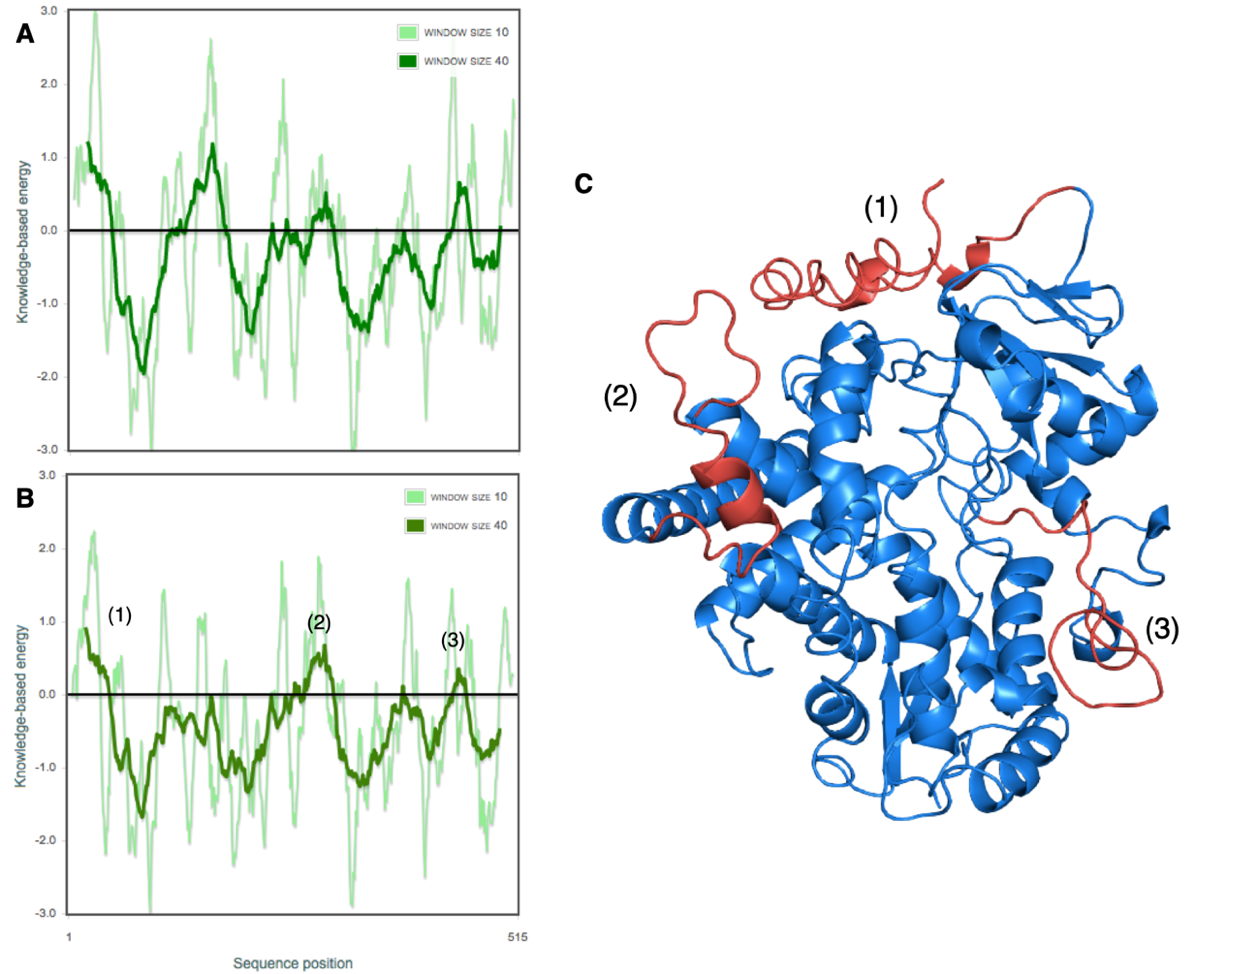 A
3.0
2.0
1.0
0.0
-1.0
-2.0
-3.0
Knowledge-based energy
WINDOW SIZE 10
WINDOW SIZE 40
B
3.0
2.0
1.0
0.0
-1.0
-2.0
-3.0
Knowledge-based energy
WINDOW SIZE 10
WINDOW SIZE 40
(1)
(2)
(3)
1
515
Sequence position
C
(1)
(2)
(3)